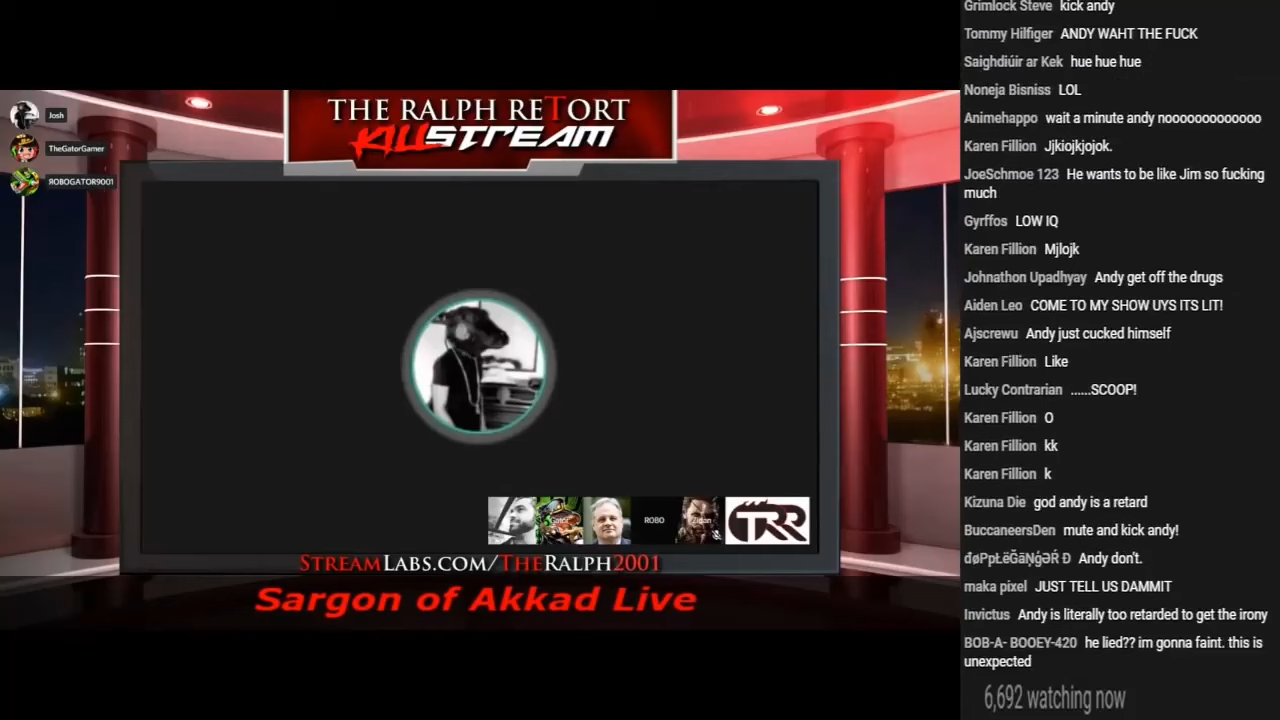 Josh
TheGatorGamer
ЯOBOGATOR9001
THE RALPH RETORT
KILLSTREAM
Gator
ROBO
Zidan
TRR
STREAMLABS.COM/THERALPH2001
Sargon of Akkad Live
Grimlock Steve kick andy
Tommy Hilfiger ANDY WAHT THE FUCK
Saighdiúir ar Kek hue hue hue
Noneja Bisniss LOL
Animehappo wait a minute andy nooooooooooooo
Karen Fillion Jjkiojkjojok.
JoeSchmoe 123 He wants to be like Jim so fucking
much
Gyrffos LOW IQ
Karen Fillion Mjlojk
Johnathon Upadhyay Andy get off the drugs
Aiden Leo COME TO MY SHOW UYS ITS LIT!
Ajscrewu Andy just cucked himself
Karen Fillion Like
Lucky Contrarian ......SCOOP!
Karen Fillion O
Karen Fillion kk
Karen Fillion k
Kizuna Die god andy is a retard
BuccaneersDen mute and kick andy!
Andy don't.
maka pixel JUST TELL US DAMMIT
Invictus Andy is literally too retarded to get the irony
BOB-A- BOOEY-420 he lied?? im gonna faint. this is
unexpected
6,692 watching now